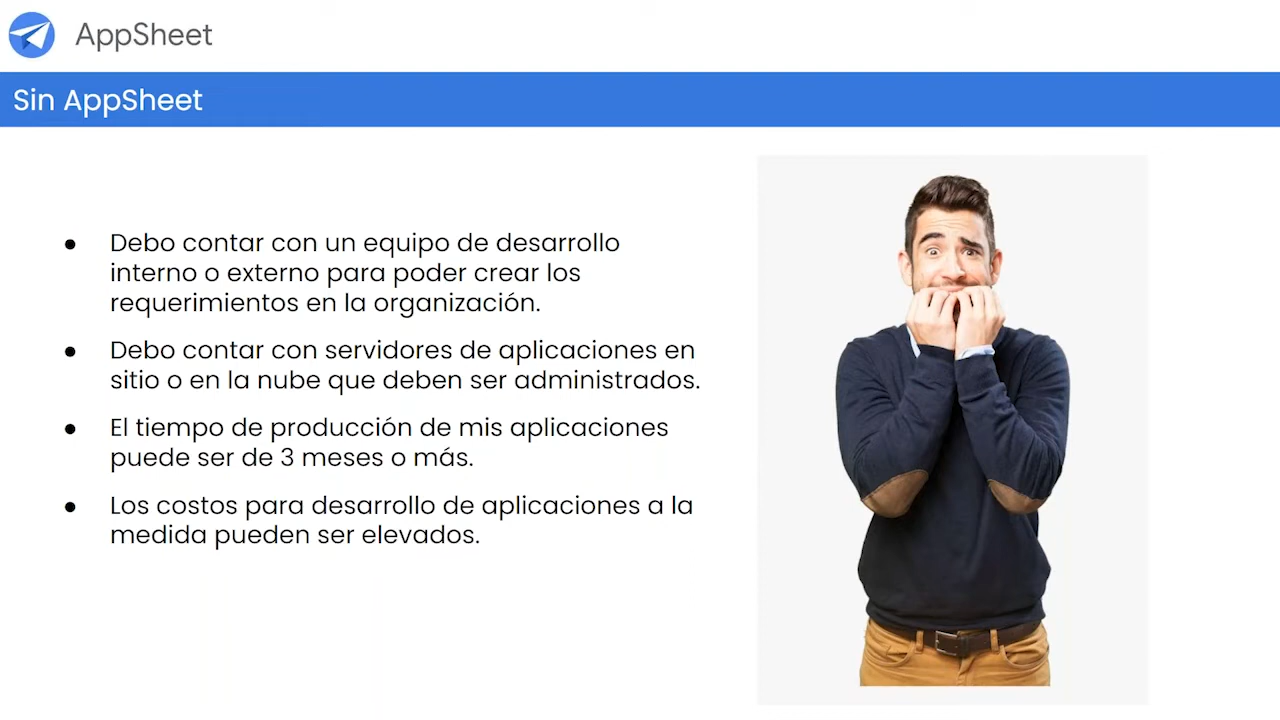 AppSheet
Sin AppSheet
● Debo contar con un equipo de desarrollo
interno o externo para poder crear los
requerimientos en la organización.
● Debo contar con servidores de aplicaciones en
sitio o en la nube que deben ser administrados.
● El tiempo de producción de mis aplicaciones
puede ser de 3 meses o más.
● Los costos para desarrollo de aplicaciones a la
medida pueden ser elevados.